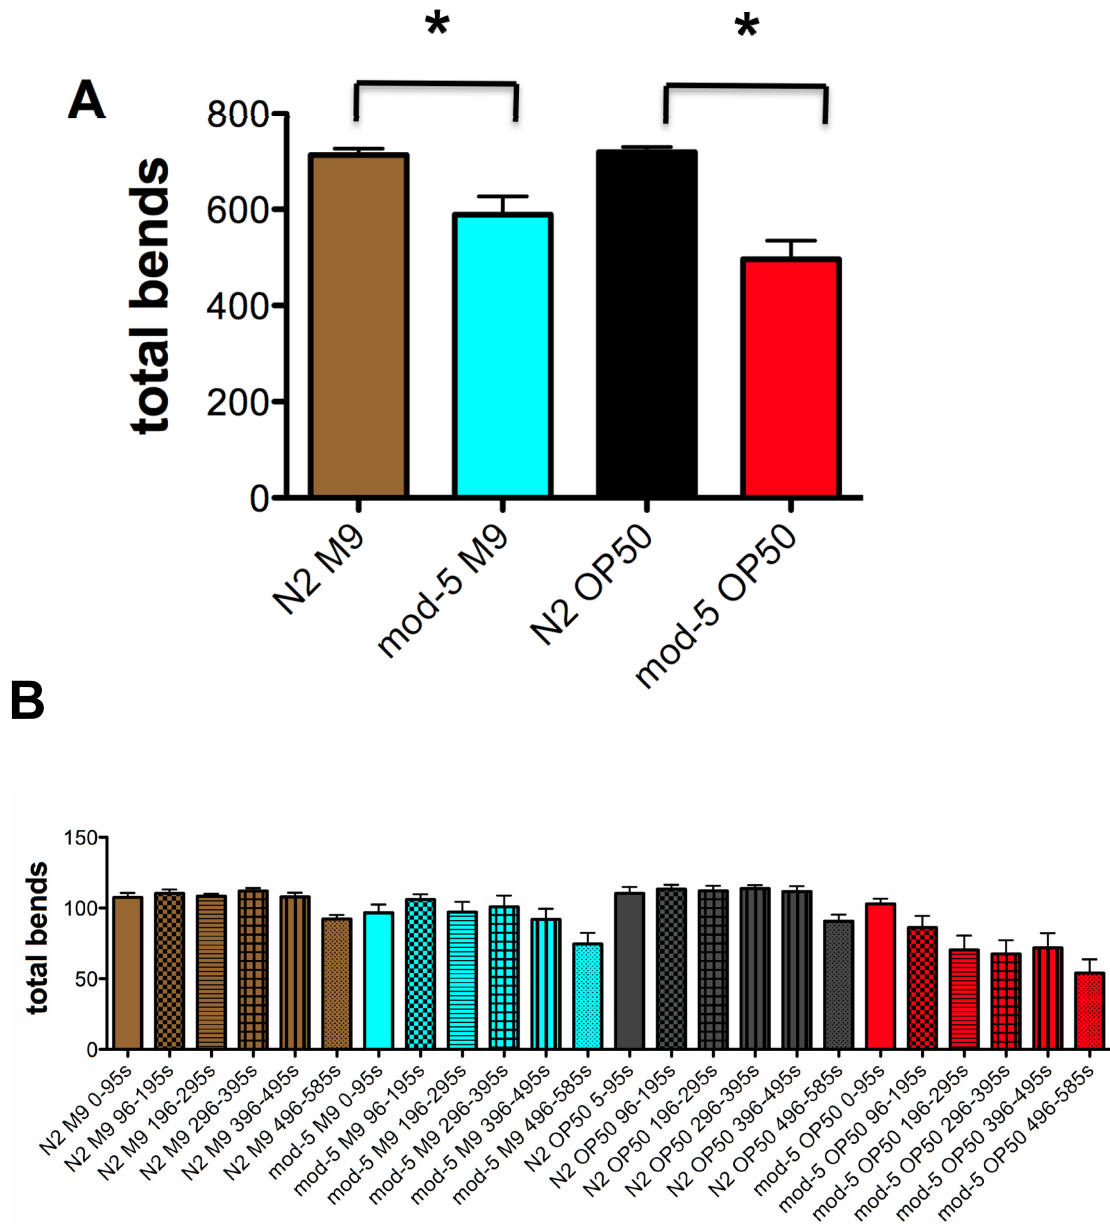 * *
A
total bends
800
600
400
200
0
N2 M9
mod-5 M9
N2 OP50
mod-5 OP50
B
total bends
150
100
50
0
N2 M9 0-95s
N2 M9 96-195s
N2 M9 196-295s
N2 M9 296-395s
N2 M9 396-495s
N2 M9 496-585s
mod-5 M9 0-95s
mod-5 M9 96-195s
mod-5 M9 196-295s
mod-5 M9 296-395s
mod-5 M9 396-495s
mod-5 M9 496-585s
N2 OP50 5-95s
N2 OP50 96-195s
N2 OP50 196-295s
N2 OP50 296-395s
N2 OP50 396-495s
N2 OP50 496-585s
mod-5 OP50 0-95s
mod-5 OP50 96-195s
mod-5 OP50 196-295s
mod-5 OP50 296-395s
mod-5 OP50 396-495s
mod-5 OP50 496-585s